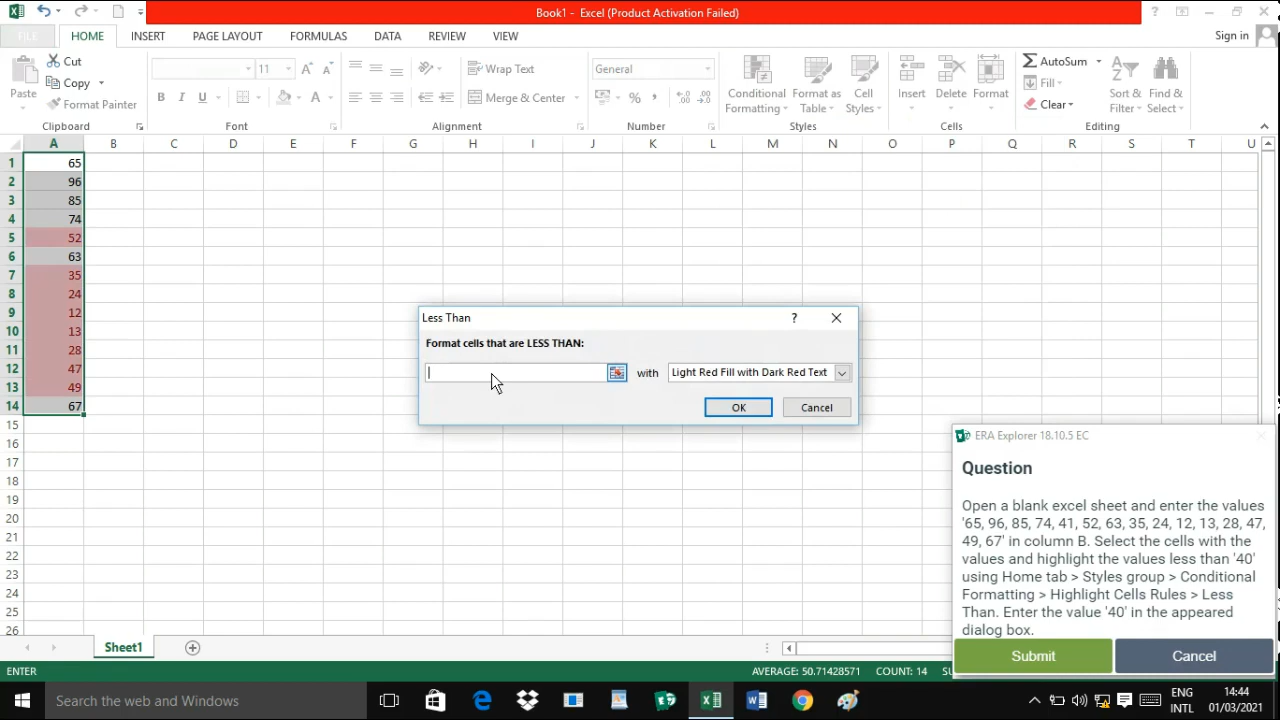 Book1 - Excel (Product Activation Failed)
FILE HOME INSERT PAGE LAYOUT FORMULAS DATA REVIEW VIEW Sign in
Paste Cut Copy Format Painter Clipboard
11 B I U A Font
Wrap Text Merge & Center Alignment
General % Number
Conditional Formatting Format as Table Cell Styles Styles
Insert Delete Format Cells
AutoSum Fill Clear Sort & Filter Find & Select Editing
A B C D E F G H I J K L M N O P Q R S T U
1 65
2 96
3 85
4 74
5 52
6 63
7 35
8 24
9 12
10 13
11 28
12 47
13 49
14 67
15
16
17
18
19
20
21
22
23
24
25
26
Less Than ?
Format cells that are LESS THAN:
with Light Red Fill with Dark Red Text
OK Cancel
ERA Explorer 18.10.5 EC
Question
Open a blank excel sheet and enter the values
'65, 96, 85, 74, 41, 52, 63, 35, 24, 12, 13, 28, 47,
49, 67' in column B. Select the cells with the
values and highlight the values less than '40'
using Home tab > Styles group > Conditional
Formatting > Highlight Cells Rules > Less
Than. Enter the value '40' in the appeared
dialog box.
Submit Cancel
Sheet1
ENTER AVERAGE: 50.71428571 COUNT: 14
Search the web and Windows
ENG 14:44
INTL 01/03/2021